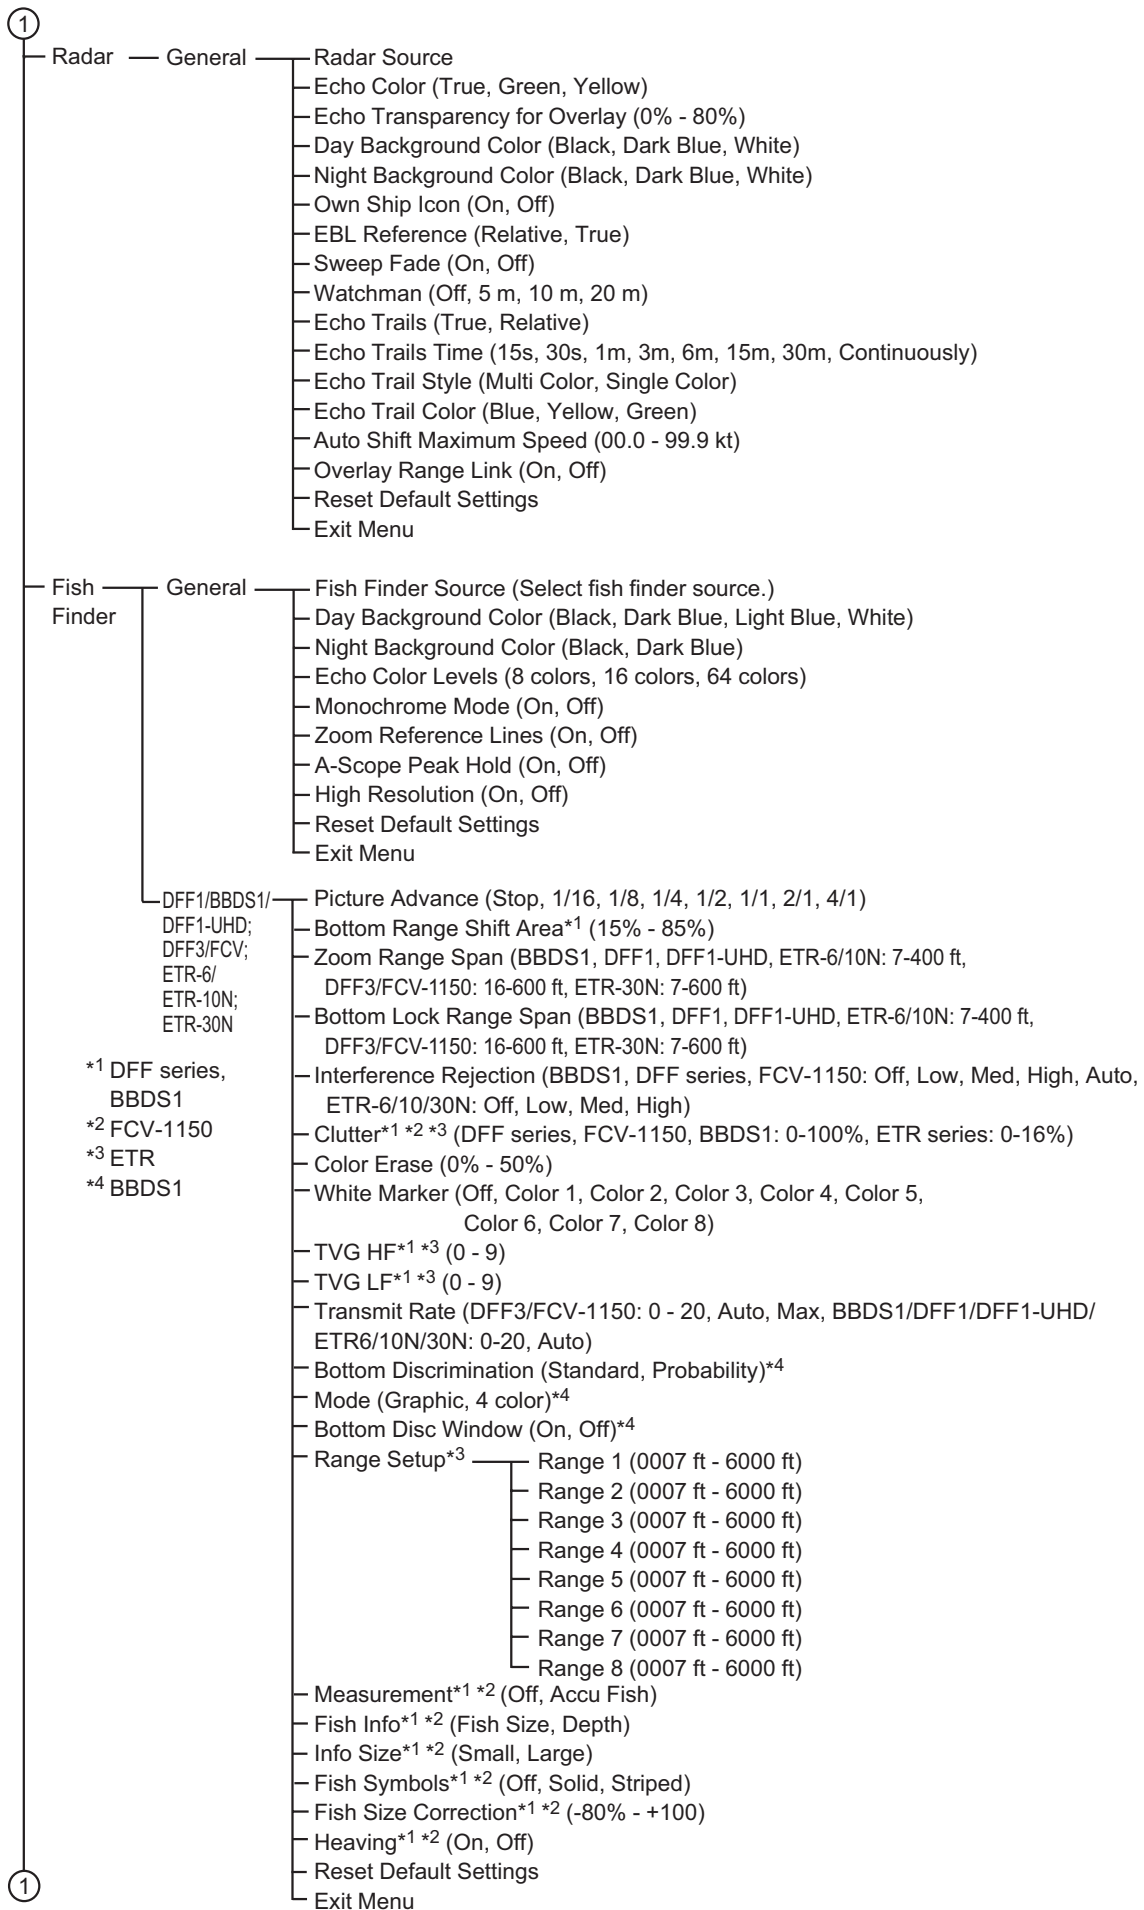 1
Radar General Radar Source
Echo Color (True, Green, Yellow)
Echo Transparency for Overlay (0% - 80%)
Day Background Color (Black, Dark Blue, White)
Night Background Color (Black, Dark Blue, White)
Own Ship Icon (On, Off)
EBL Reference (Relative, True)
Sweep Fade (On, Off)
Watchman (Off, 5 m, 10 m, 20 m)
Echo Trails (True, Relative)
Echo Trails Time (15s, 30s, 1m, 3m, 6m, 15m, 30m, Continuously)
Echo Trail Style (Multi Color, Single Color)
Echo Trail Color (Blue, Yellow, Green)
Auto Shift Maximum Speed (00.0 - 99.9 kt)
Overlay Range Link (On, Off)
Reset Default Settings
Exit Menu
Fish
Finder
General
Fish Finder Source (Select fish finder source.)
Day Background Color (Black, Dark Blue, Light Blue, White)
Night Background Color (Black, Dark Blue)
Echo Color Levels (8 colors, 16 colors, 64 colors)
Monochrome Mode (On, Off)
Zoom Reference Lines (On, Off)
A-Scope Peak Hold (On, Off)
High Resolution (On, Off)
Reset Default Settings
Exit Menu
DFF1/BBDS1/
DFF1-UHD;
DFF3/FCV;
ETR-6/
ETR-10N;
ETR-30N
*1 DFF series,
BBDS1
*2 FCV-1150
*3 ETR
*4 BBDS1
Picture Advance (Stop, 1/16, 1/8, 1/4, 1/2, 1/1, 2/1, 4/1)
Bottom Range Shift Area*1 (15% - 85%)
Zoom Range Span (BBDS1, DFF1, DFF1-UHD, ETR-6/10N: 7-400 ft,
DFF3/FCV-1150: 16-600 ft, ETR-30N: 7-600 ft)
Bottom Lock Range Span (BBDS1, DFF1, DFF1-UHD, ETR-6/10N: 7-400 ft,
DFF3/FCV-1150: 16-600 ft, ETR-30N: 7-600 ft)
Interference Rejection (BBDS1, DFF series, FCV-1150: Off, Low, Med, High, Auto,
ETR-6/10/30N: Off, Low, Med, High)
Clutter*1 *2 *3 (DFF series, FCV-1150, BBDS1: 0-100%, ETR series: 0-16%)
Color Erase (0% - 50%)
White Marker (Off, Color 1, Color 2, Color 3, Color 4, Color 5,
Color 6, Color 7, Color 8)
TVG HF*1 *3 (0 - 9)
TVG LF*1 *3 (0 - 9)
Transmit Rate (DFF3/FCV-1150: 0 - 20, Auto, Max, BBDS1/DFF1/DFF1-UHD/
ETR6/10N/30N: 0-20, Auto)
Bottom Discrimination (Standard, Probability)*4
Mode (Graphic, 4 color)*4
Bottom Disc Window (On, Off)*4
Range Setup*3 Range 1 (0007 ft - 6000 ft)
Range 2 (0007 ft - 6000 ft)
Range 3 (0007 ft - 6000 ft)
Range 4 (0007 ft - 6000 ft)
Range 5 (0007 ft - 6000 ft)
Range 6 (0007 ft - 6000 ft)
Range 7 (0007 ft - 6000 ft)
Range 8 (0007 ft - 6000 ft)
Measurement*1 *2 (Off, Accu Fish)
Fish Info*1 *2 (Fish Size, Depth)
Info Size*1 *2 (Small, Large)
Fish Symbols*1 *2 (Off, Solid, Striped)
Fish Size Correction*1 *2 (-80% - +100)
Heaving*1 *2 (On, Off)
Reset Default Settings
Exit Menu
1